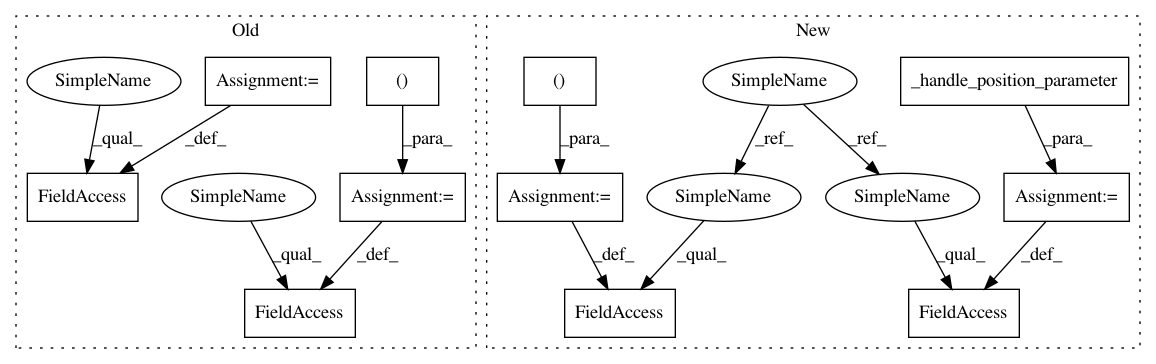 Old
New
SimpleName
Assignment:=
()
()
SimpleName
_handle_position_parameter
_qual_
_def_
_para_
_para_
_ref_
_ref_
_para_
FieldAccess
SimpleName
Assignment:=
Assignment:=
SimpleName
SimpleName
Assignment:=
_qual_
_def_
_def_
_qual_
_qual_
_def_
FieldAccess
FieldAccess
FieldAccess